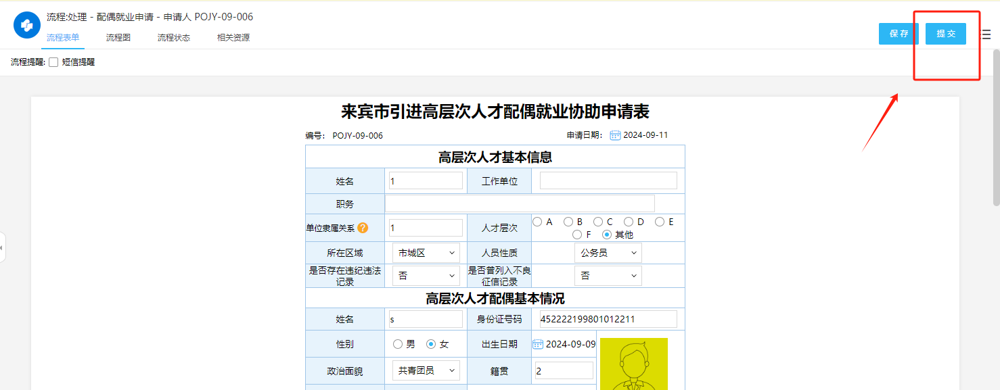 流程:处理 - 配偶就业申请 - 申请人 POJY-09-006
流程表单 流程图 流程状态 相关资源
保存 提交
流程提醒: 短信提醒
来宾市引进高层次人才配偶就业协助申请表
编号: POJY-09-006 申请日期: 2024-09-11
高层次人才基本信息
姓名 1 工作单位
职务
单位隶属关系 ? 1 人才层次 A B C D E
F 其他
所在区域 市城区 人员性质 公务员
是否存在违纪违法记录 否 是否曾列入不良征信记录 否
高层次人才配偶基本情况
姓名 s 身份证号码 452222199801012211
性别 男 女 出生日期 2024-09-09
政治面貌 共青团员 籍贯 2